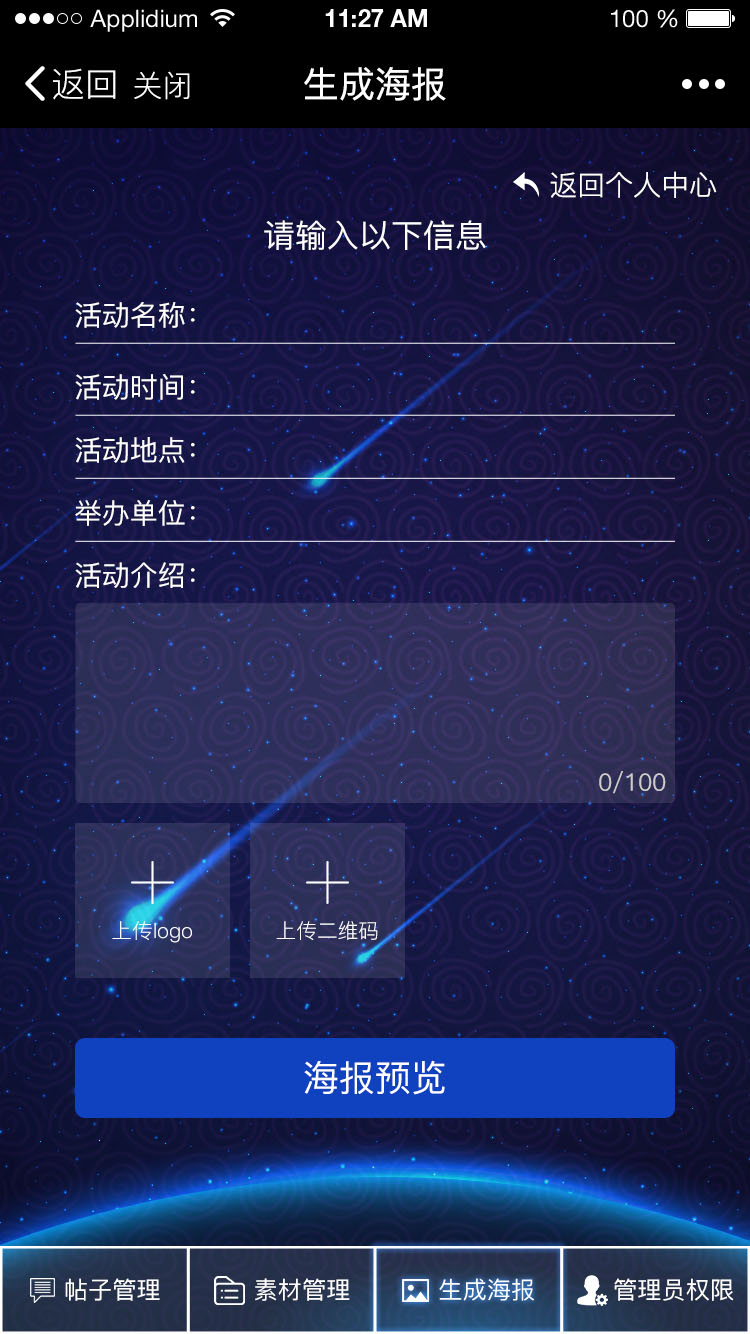 Applidium 11:27 AM 100 %
返回 关闭 生成海报
返回个人中心
请输入以下信息
活动名称：
活动时间：
活动地点：
举办单位：
活动介绍：
0/100
上传logo 上传二维码
海报预览
帖子管理 素材管理 生成海报 管理员权限